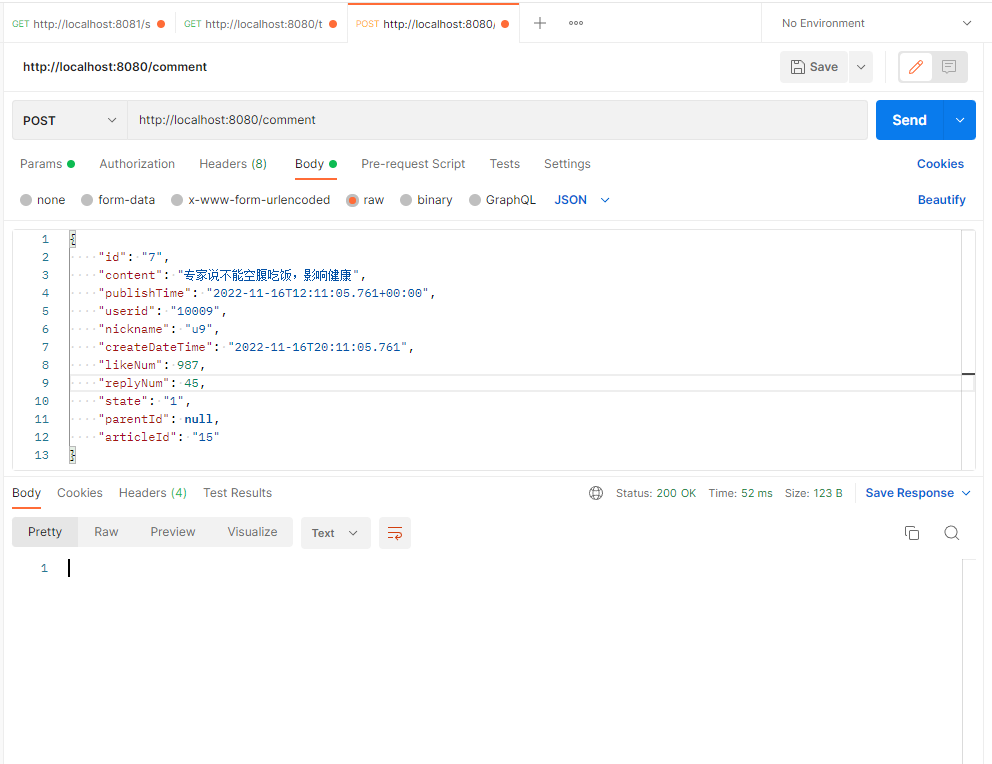 GET http://localhost:8081/s GET http://localhost:8080/t POST http://localhost:8080/ No Environment
http://localhost:8080/comment Save
POST http://localhost:8080/comment Send
Params Authorization Headers (8) Body Pre-request Script Tests Settings Cookies
none form-data x-www-form-urlencoded raw binary GraphQL JSON Beautify
1 {
2 "id": "7",
3 "content": "专家说不能空腹吃饭，影响健康",
4 "publishTime": "2022-11-16T12:11:05.761+00:00",
5 "userid": "10009",
6 "nickname": "u9",
7 "createDateTime": "2022-11-16T20:11:05.761",
8 "likeNum": 987,
9 "replyNum": 45,
10 "state": "1",
11 "parentId": null,
12 "articleId": "15"
13 }
Body Cookies Headers (4) Test Results Status: 200 OK Time: 52 ms Size: 123 B Save Response
Pretty Raw Preview Visualize Text
1